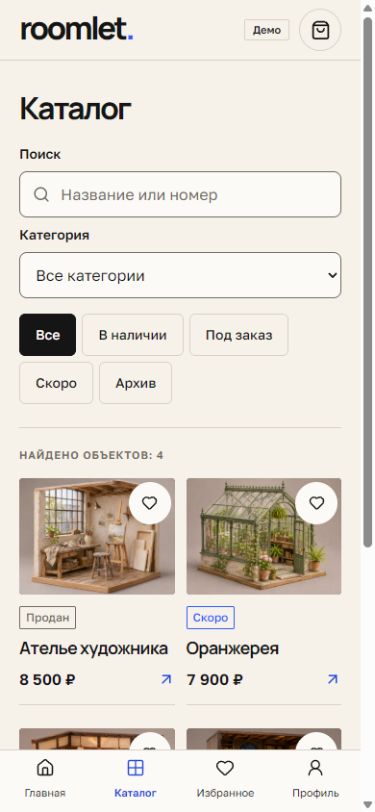 roomlet.
Демо
Каталог
Поиск
Название или номер
Категория
Все категории
Все
В наличии
Под заказ
Скоро
Архив
НАЙДЕНО ОБЪЕКТОВ: 4
Продан
Скоро
Ателье художника
Оранжерея
8 500 ₽
7 900 ₽
Главная
Каталог
Избранное
Профиль